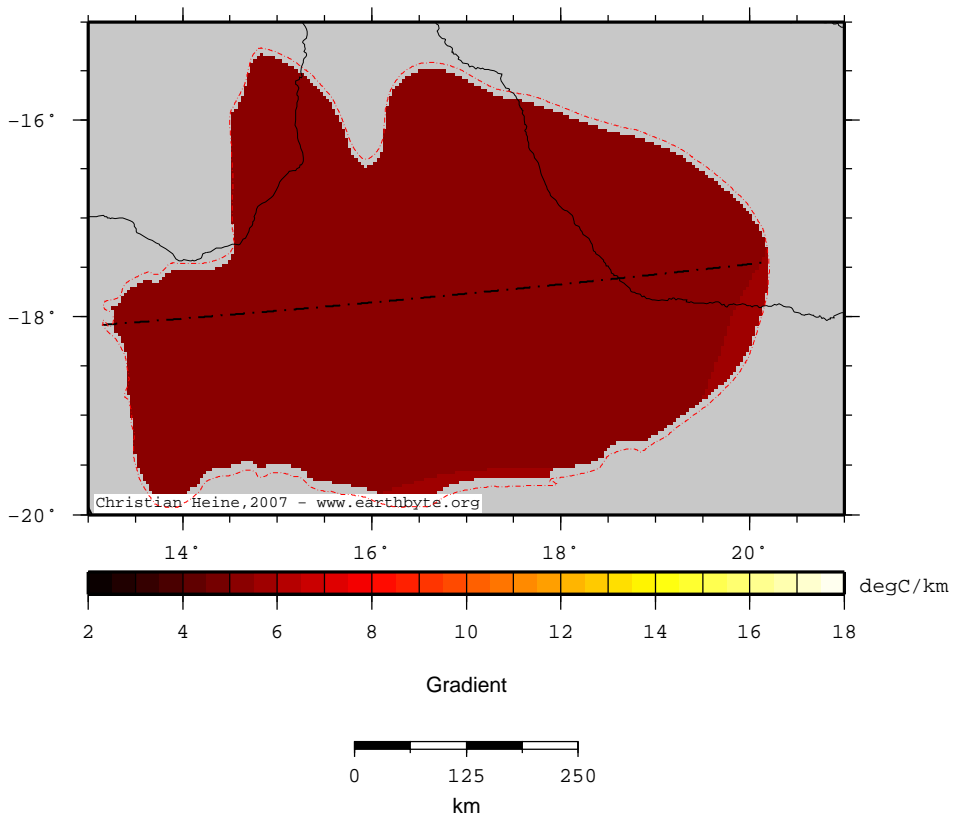 −16°
−18°
−20°
Christian Heine,2007 − www.earthbyte.org
14° 16° 18° 20°
degC/km
2 4 6 8 10 12 14 16 18
Gradient
0 125 250
km